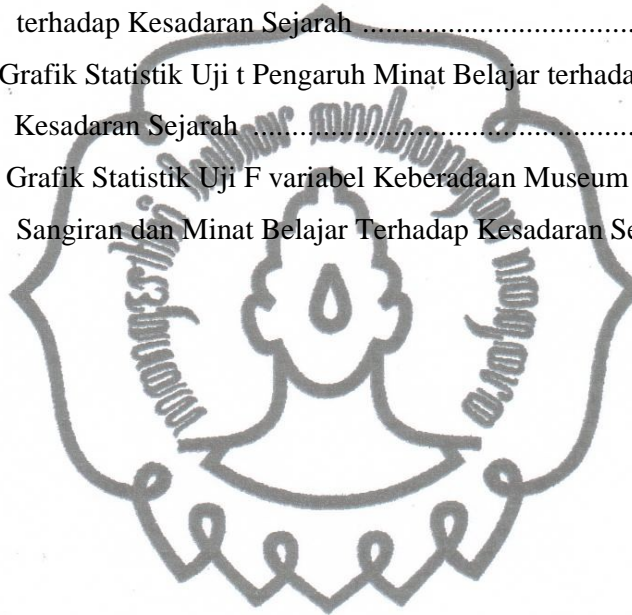 terhadap Kesadaran Sejarah ................................
Grafik Statistik Uji t Pengaruh Minat Belajar terhada
Kesadaran Sejarah ................................................
Grafik Statistik Uji F variabel Keberadaan Museum
Sangiran dan Minat Belajar Terhadap Kesadaran Se